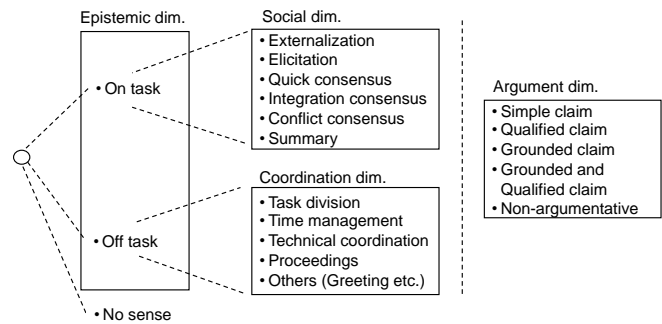 Epistemic dim.
• On task
• Off task
• No sense
Social dim.
• Externalization
• Elicitation
• Quick consensus
• Integration consensus
• Conflict consensus
• Summary
Coordination dim.
• Task division
• Time management
• Technical coordination
• Proceedings
• Others (Greeting etc.)
Argument dim.
• Simple claim
• Qualified claim
• Grounded claim
• Grounded and
Qualified claim
• Non-argumentative